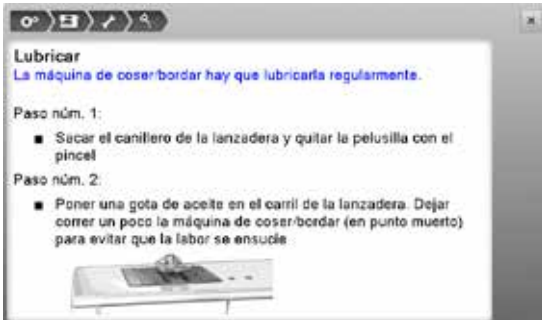 Lubricar
La máquina de coser/bordar hay que lubricarla regularmente.
Paso núm. 1:
■ Sacar el canillero de la lanzadera y quitar la pelusilla con el
pincel
Paso núm. 2:
■ Poner una gota de aceite en el carril de la lanzadera. Dejar
correr un poco la máquina de coser/bordar (en punto muerto)
para evitar que la labor se ensucie